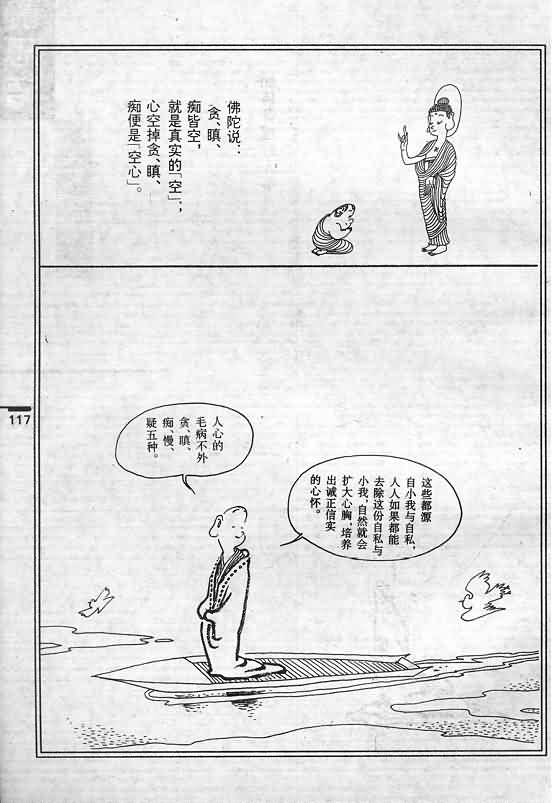 佛陀说：
贪、瞋、
痴皆空，
就是真实的「空」；
心空掉贪、瞋、
痴便是「空心」。
人心的
毛病不外
贪、瞋、
痴、慢、
疑五种。
这些都源
自小我与自私，
人人如果都能
去除这份自私与
小我，自然就会
扩大心胸，培养
出诚正信实
的心怀。
117